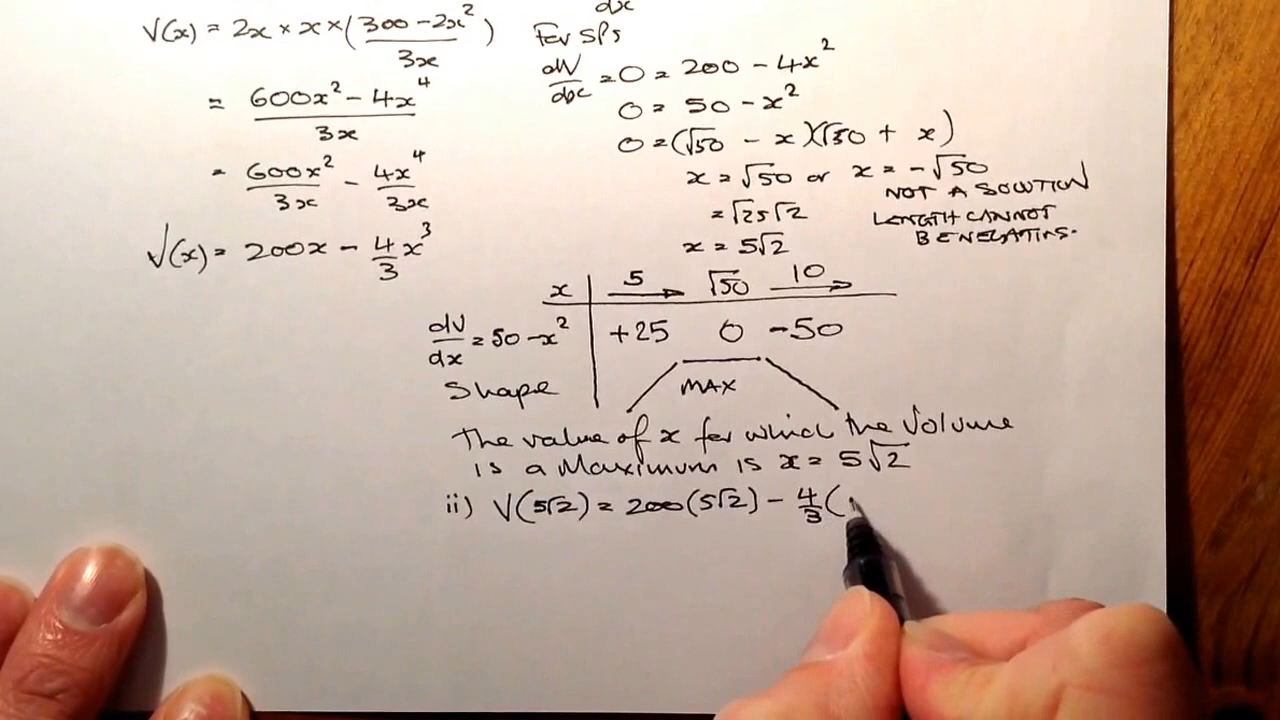 V(x) = 2x × x × (300 - 2x² / 3x)
= 600x² - 4x⁴ / 3x
= 600x² / 3x - 4x⁴ / 3x
V(x) = 200x - 4/3 x³
dx
For SPs
dV/dx = 0 = 200 - 4x²
0 = 50 - x²
0 = (√50 - x)(√50 + x)
x = √50 or x = -√50
NOT A SOLUTION
LENGTH CANNOT
BE NEGATIVE.
= √25√2
x = 5√2
x 5 → √50 10 →
dV/dx = 50 - x² +25 0 -50
Shape MAX
The value of x for which the Volume
is a Maximum is x = 5√2
ii) V(5√2) = 200(5√2) - 4/3 (